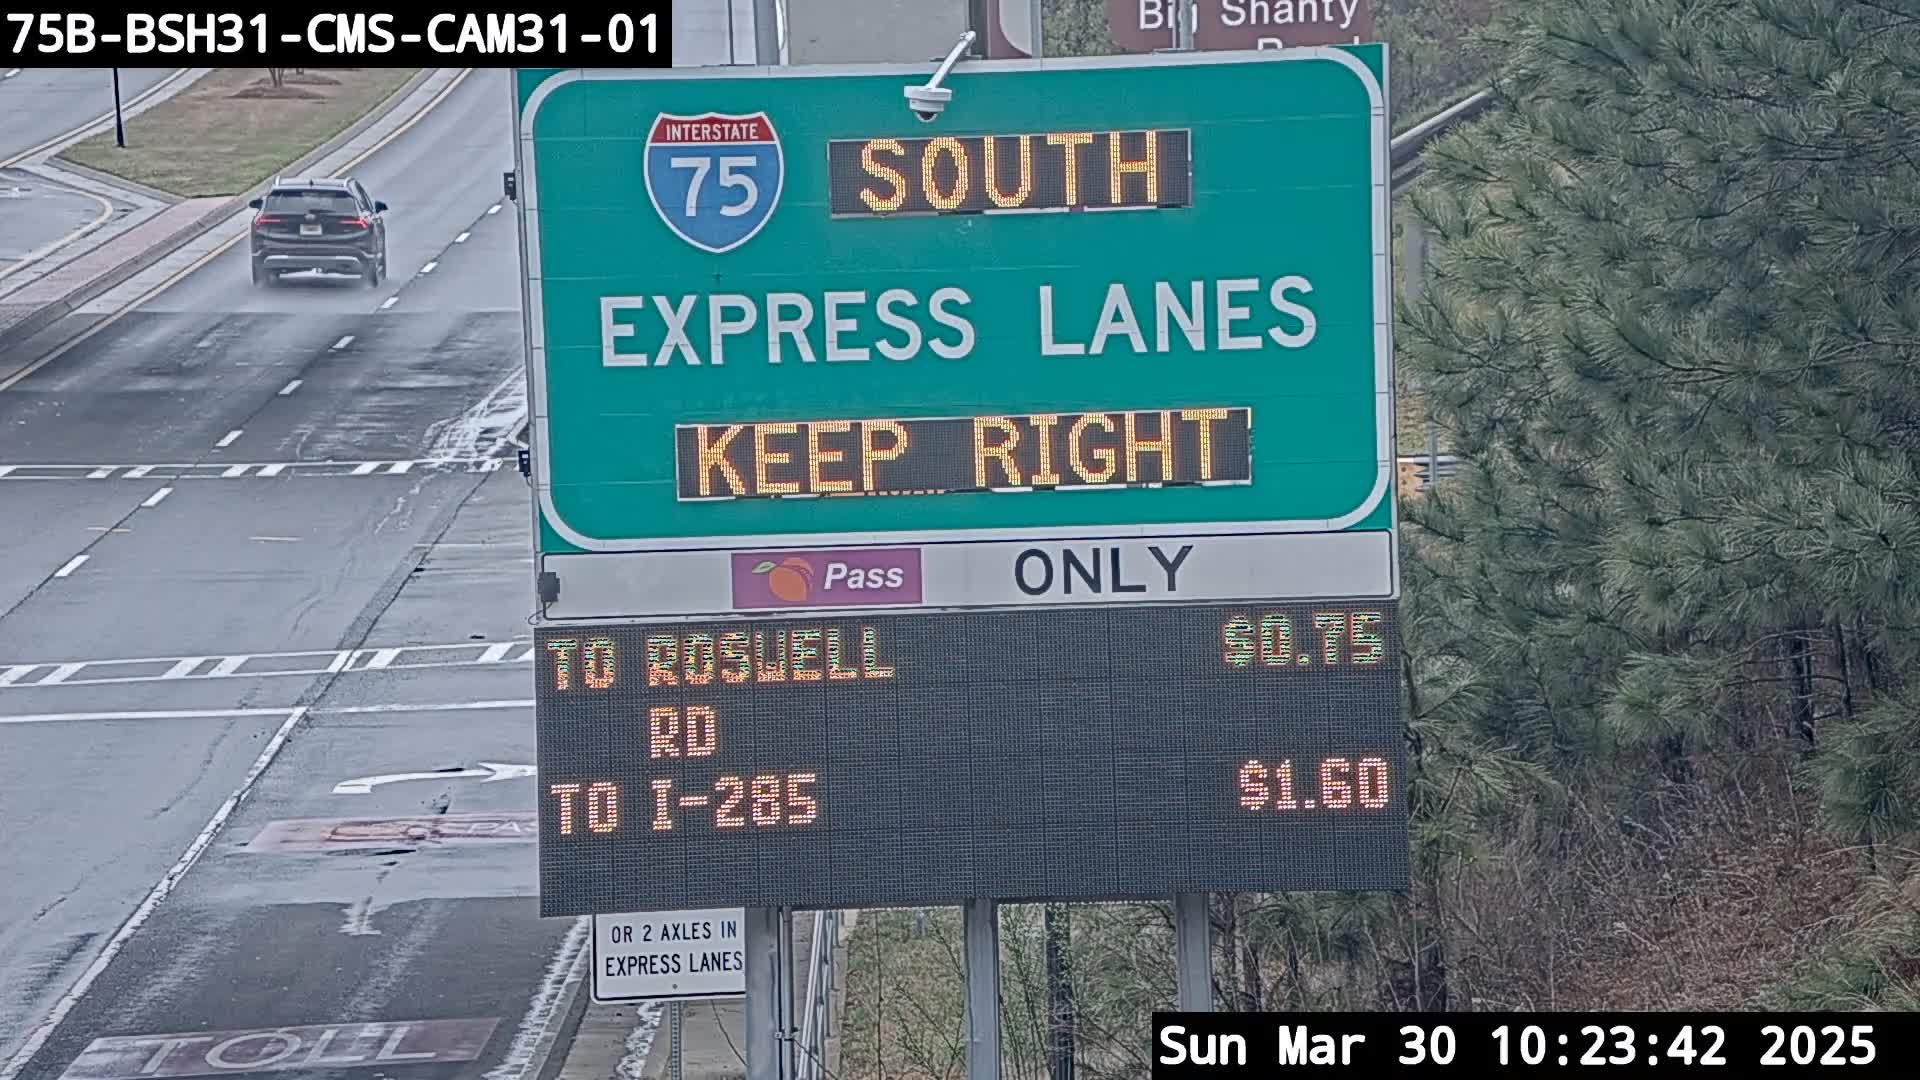 75B-BSH31-CMS-CAM31-01
Big Shanty
INTERSTATE
75
SOUTH
EXPRESS LANES
KEEP RIGHT
Pass ONLY
TO ROSWELL $0.75
RD
TO I-285 $1.60
OR 2 AXLES IN
EXPRESS LANES
TOLL
Sun Mar 30 10:23:42 2025